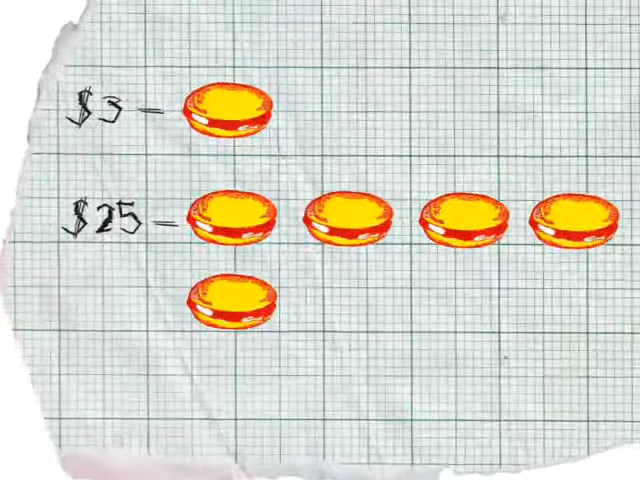 $3 –
$25 –